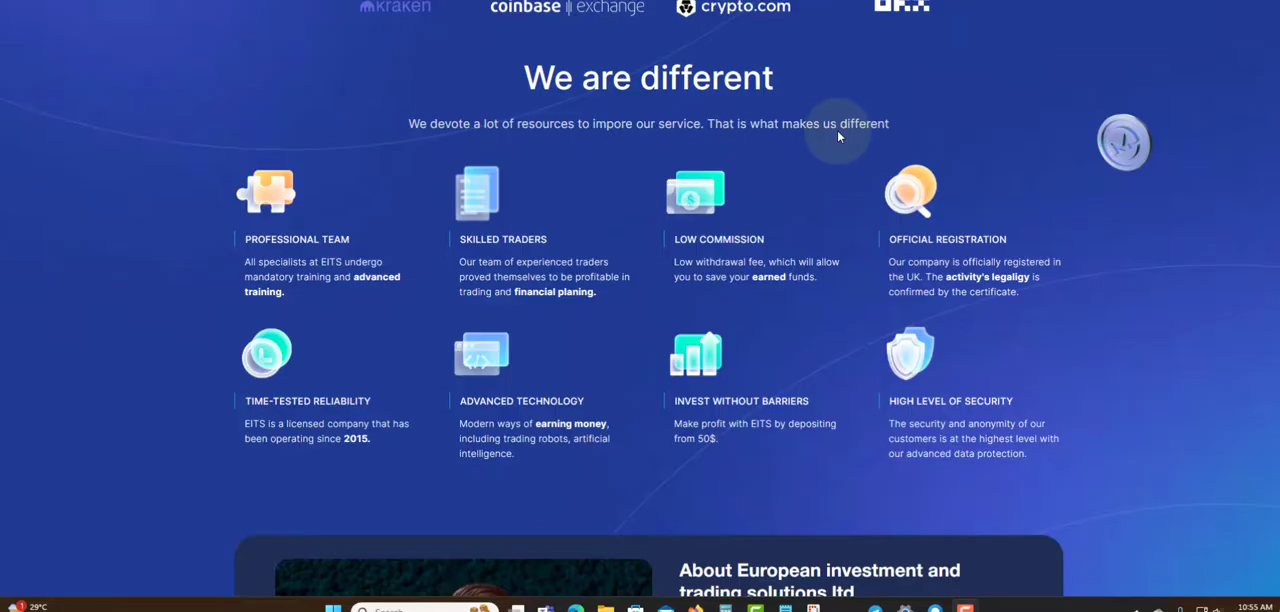 kraken
coinbase exchange
crypto.com
We are different
We devote a lot of resources to impore our service. That is what makes us different
PROFESSIONAL TEAM
All specialists at EITS undergo
mandatory training and advanced
training.
SKILLED TRADERS
Our team of experienced traders
proved themselves to be profitable in
trading and financial planing.
LOW COMMISSION
Low withdrawal fee, which will allow
you to save your earned funds.
OFFICIAL REGISTRATION
Our company is officially registered in
the UK. The activity's legaligy is
confirmed by the certificate.
TIME-TESTED RELIABILITY
EITS is a licensed company that has
been operating since 2015.
ADVANCED TECHNOLOGY
Modern ways of earning money,
including trading robots, artificial
intelligence.
INVEST WITHOUT BARRIERS
Make profit with EITS by depositing
from 50$.
HIGH LEVEL OF SECURITY
The security and anonymity of our
customers is at the highest level with
our advanced data protection.
About European investment and
trading solutions ltd
1
29°C
Search
10:55 AM